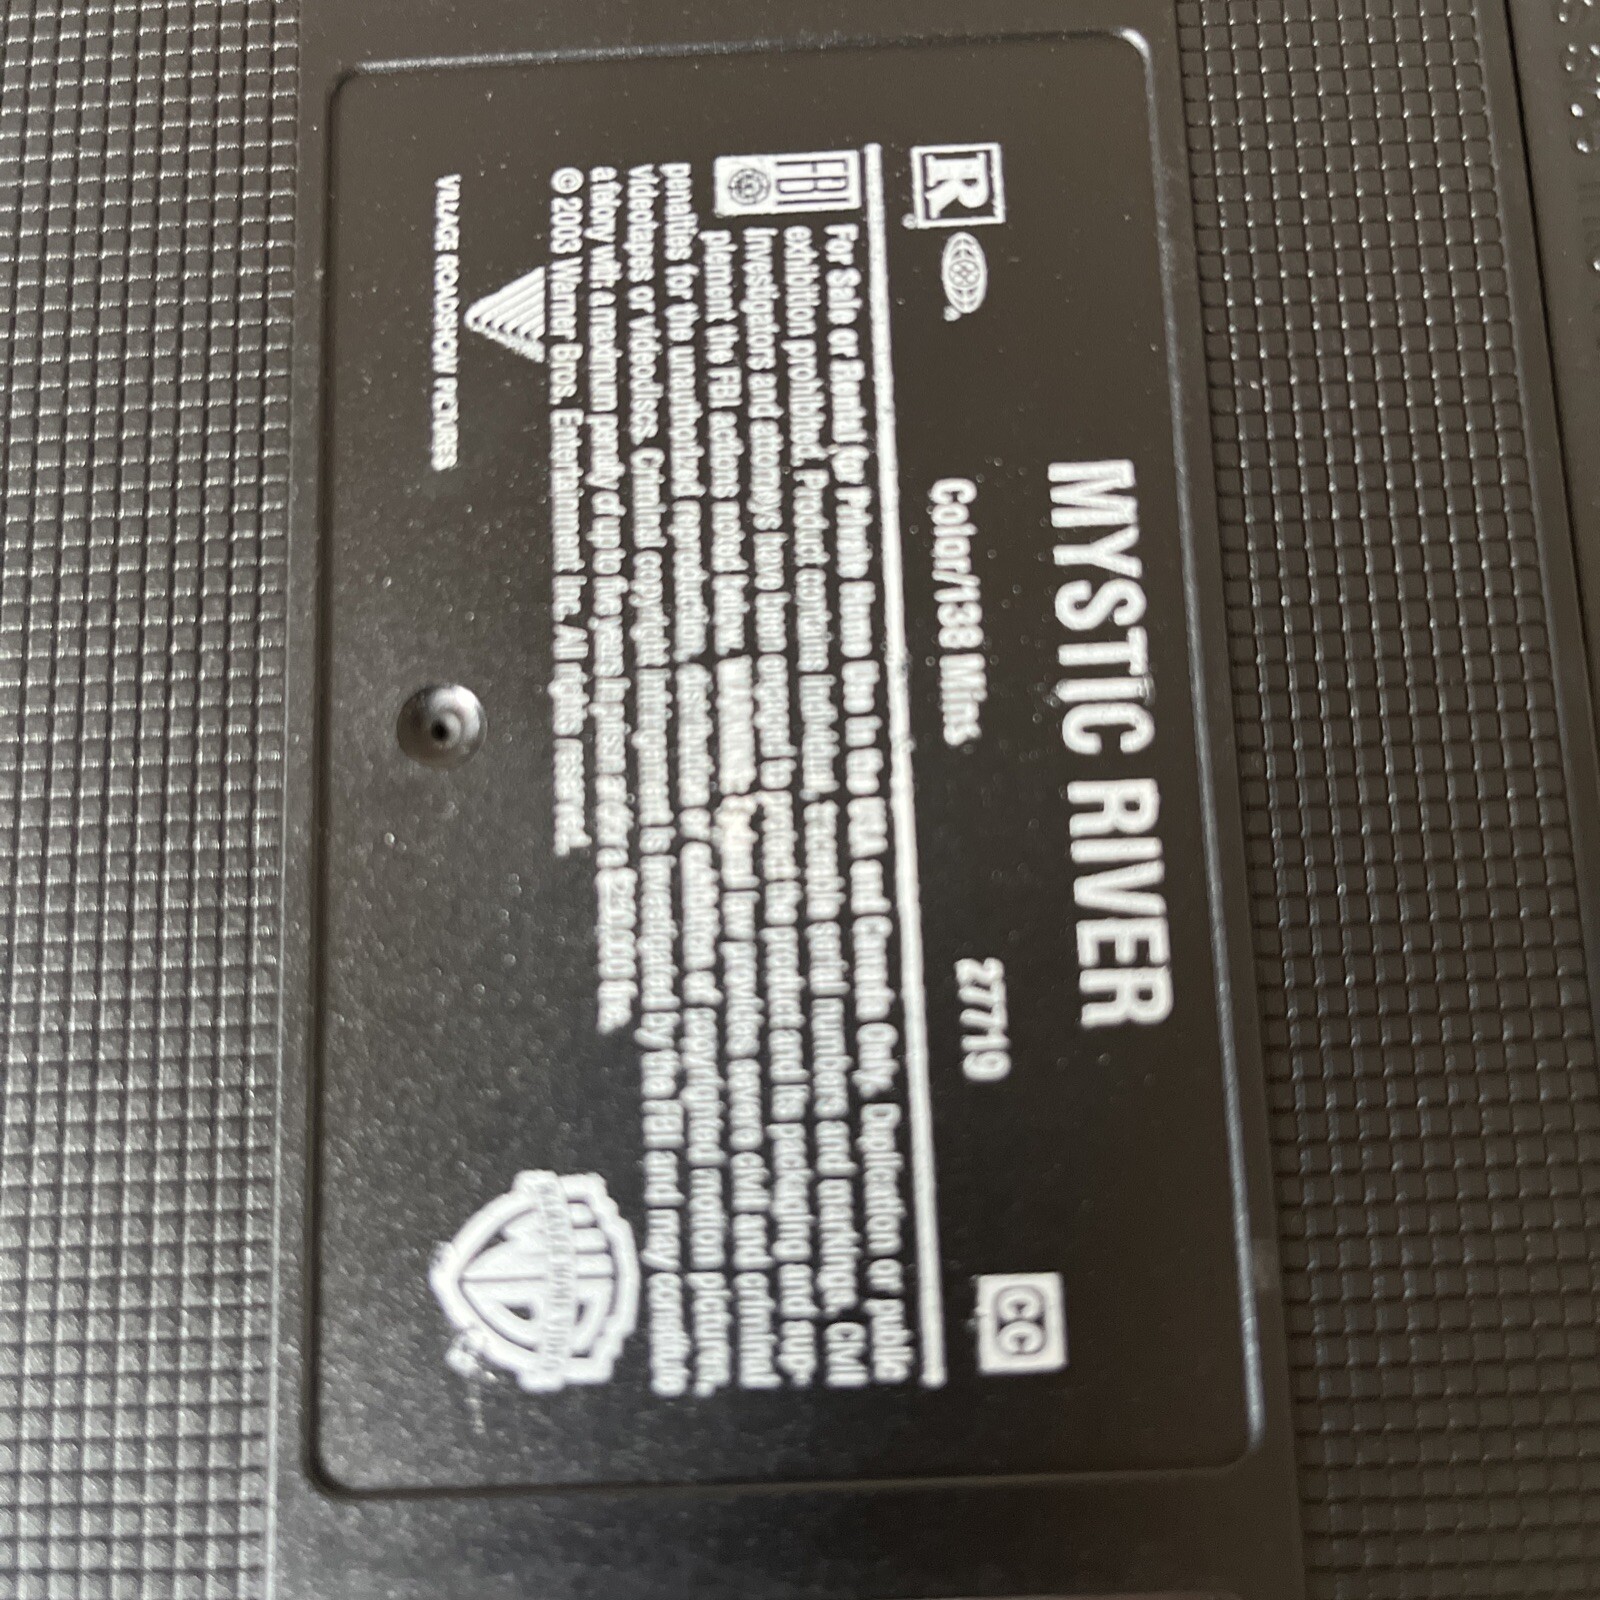 MYSTIC RIVER
R
Color/138 Mins
27719
CC
FBI
For Sale or Rental for Private Home Use in the USA and Canada Only. Duplication or public
exhibition prohibited. Product contains individual, traceable serial numbers and markings. Civil
investigators and attorneys have been engaged to protect the product and its packaging and sup-
plement the FBI actions noted below. WARNING: Federal law provides severe civil and criminal
penalties for the unauthorized reproduction, distribution or exhibition of copyrighted motion pictures,
videotapes or videodiscs. Criminal copyright infringement is investigated by the FBI and may constitute
a felony with a maximum penalty of up to five years in prison and/or a $250,000 fine.
© 2003 Warner Bros. Entertainment Inc. All rights reserved.
VILLAGE ROADSHOW PICTURES
WB
WARNER HOME VIDEO